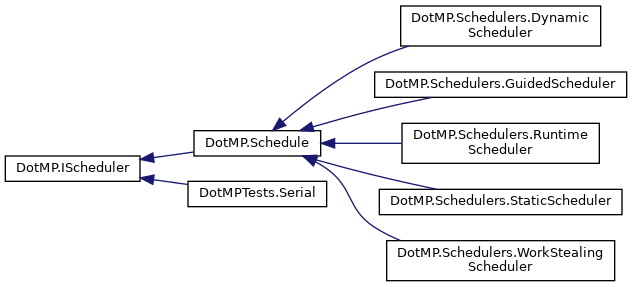 DotMP.IScheduler
DotMP.Schedule
DotMPTests.Serial
DotMP.Schedulers.Dynamic
Scheduler
DotMP.Schedulers.GuidedScheduler
DotMP.Schedulers.Runtime
Scheduler
DotMP.Schedulers.StaticScheduler
DotMP.Schedulers.WorkStealing
Scheduler